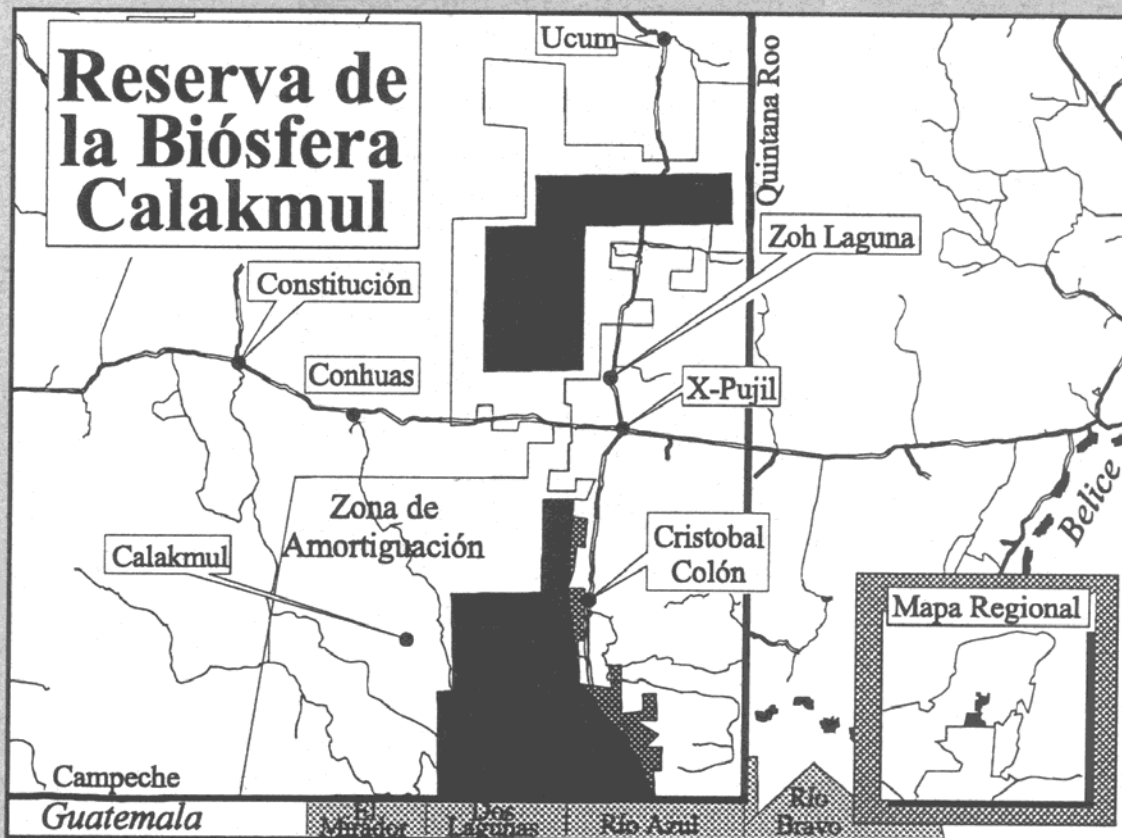 Reserva de
la Biósfera
Calakmul
Ucum
Quintana Roo
Zoh Laguna
Constitución
Conhuas
X-Pujil
Zona de
Amortiguación
Calakmul
Cristobal
Colón
Belice
Mapa Regional
Campeche
Guatemala
El
Mirador
Dos
Lagunas
Río Azul
Río
Bravo